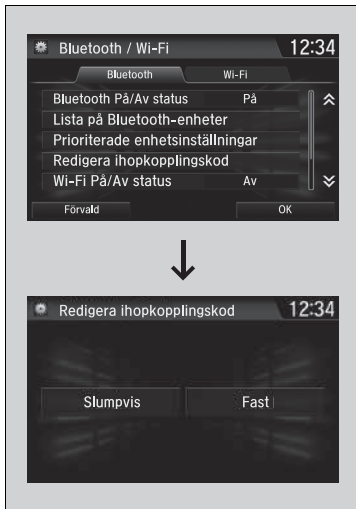 Bluetooth / Wi-Fi 12:34
Bluetooth Wi-Fi
Bluetooth På/Av status På
Lista på Bluetooth-enheter
Prioriterade enhetsinställningar
Redigera ihopkopplingskod
Wi-Fi På/Av status Av
Förvald OK
Redigera ihopkopplingskod 12:34
Slumpvis Fast